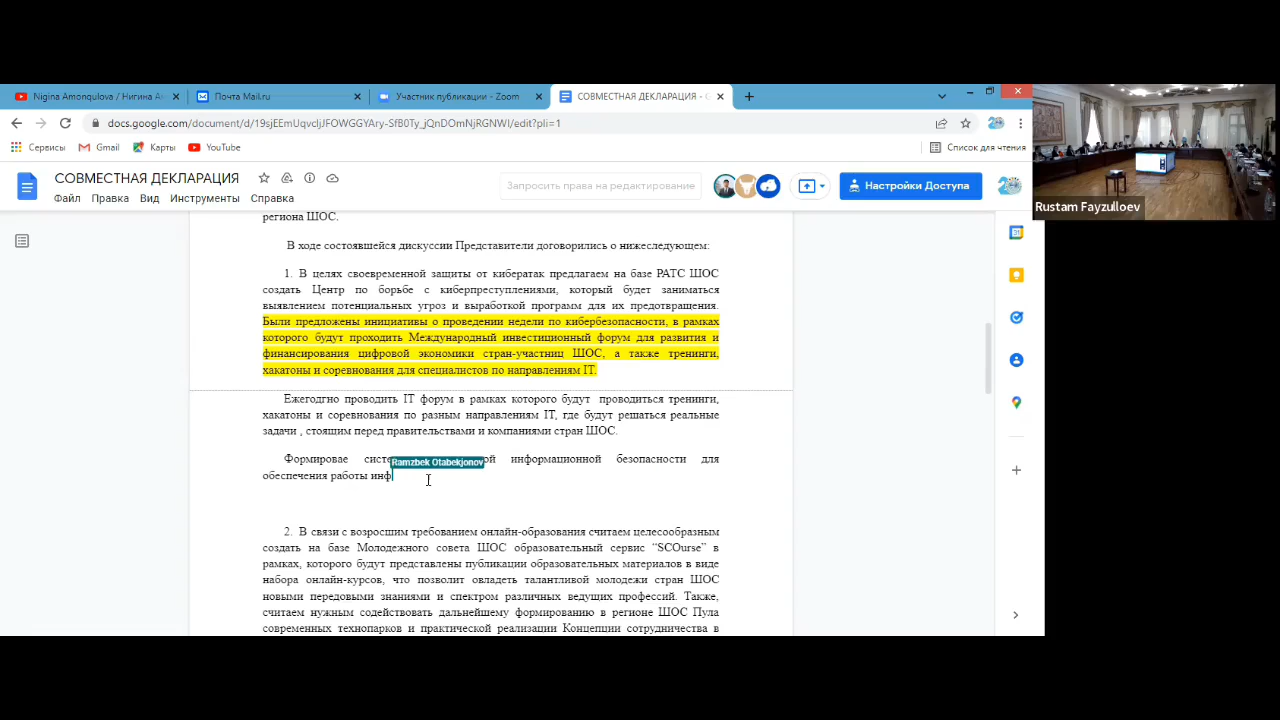 Nigina Amonqulova / Нигина Ам
Почта Mail.ru
Участник публикации - Zoom
СОВМЕСТНАЯ ДЕКЛАРАЦИЯ - G
docs.google.com/document/d/19sjEEmUqvcIjJFOWGGYAry-SfB0Ty_jQnDOmNjRGNWI/edit?pli=1
Сервисы
Gmail
Карты
YouTube
Список для чтения
СОВМЕСТНАЯ ДЕКЛАРАЦИЯ
Файл Правка Вид Инструменты Справка
Запросить права на редактирование
Настройки Доступа
Rustam Fayzulloev
31
региона ШОС.
В ходе состоявшейся дискуссии Представители договорились о нижеследующем:
1. В целях своевременной защиты от кибератак предлагаем на базе РАТС ШОС
создать Центр по борьбе с киберпреступлениями, который будет заниматься
выявлением потенциальных угроз и выработкой программ для их предотвращения.
Были предложены инициативы о проведении недели по кибербезопасности, в рамках
которого будут проходить Международный инвестиционный форум для развития и
финансирования цифровой экономики стран-участниц ШОС, а также тренинги,
хакатоны и соревнования для специалистов по направлениям IT.
Ежегодгно проводить IT форум в рамках которого будут проводиться тренинги,
хакатоны и соревнования по разным направлениям IT, где будут решаться реальные
задачи , стоящим перед правительствами и компаниями стран ШОС.
Формировае систе ой информационной безопасности для
Ramzbek Otabekjonov
обеспечения работы инф
2. В связи с возросшим требованием онлайн-образования считаем целесообразным
создать на базе Молодежного совета ШОС образовательный сервис “SCOurse” в
рамках, которого будут представлены публикации образовательных материалов в виде
набора онлайн-курсов, что позволит овладеть талантливой молодежи стран ШОС
новыми передовыми знаниями и спектром различных ведущих профессий. Также,
считаем нужным содействовать дальнейшему формированию в регионе ШОС Пула
современных технопарков и практической реализации Концепции сотрудничества в